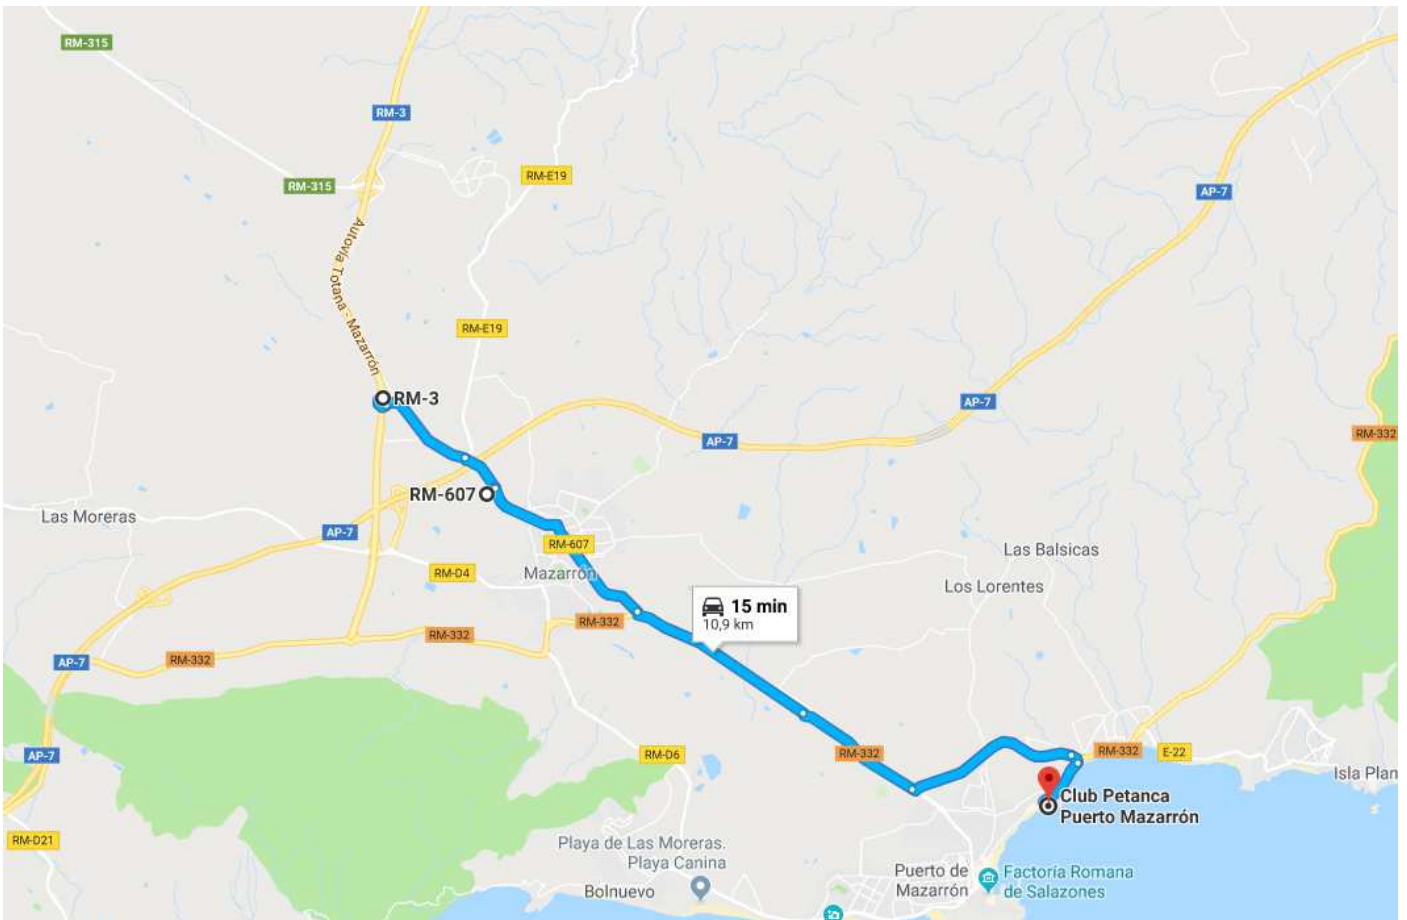 RM-315
RM-3
RM-315
RM-E19
AP-7
Autovía Totana - Mazarrón
RM-E19
RM-3
AP-7
AP-7
RM-332
RM-607
Las Moreras
AP-7
RM-607
Las Balsicas
RM-D4
Mazarrón
Los Lorentes
15 min
10,9 km
RM-332
RM-332
RM-332
AP-7
RM-332
RM-332
E-22
AP-7
RM-D6
Isla Plan
Club Petanca
Puerto Mazarrón
RM-D21
Playa de Las Moreras.
Playa Canina
Puerto de
Mazarrón
Factoría Romana
de Salazones
Bolnuevo